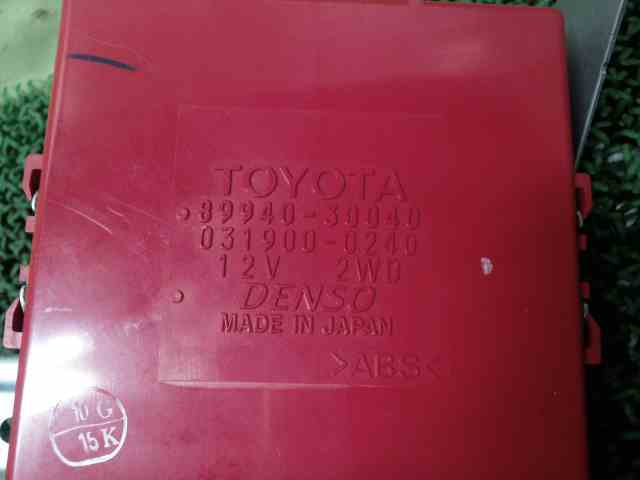 TOYOTA
89940-30040
031900-0240
12V 2WD
DENSO
MADE IN JAPAN
>ABS<
10 G
15 K